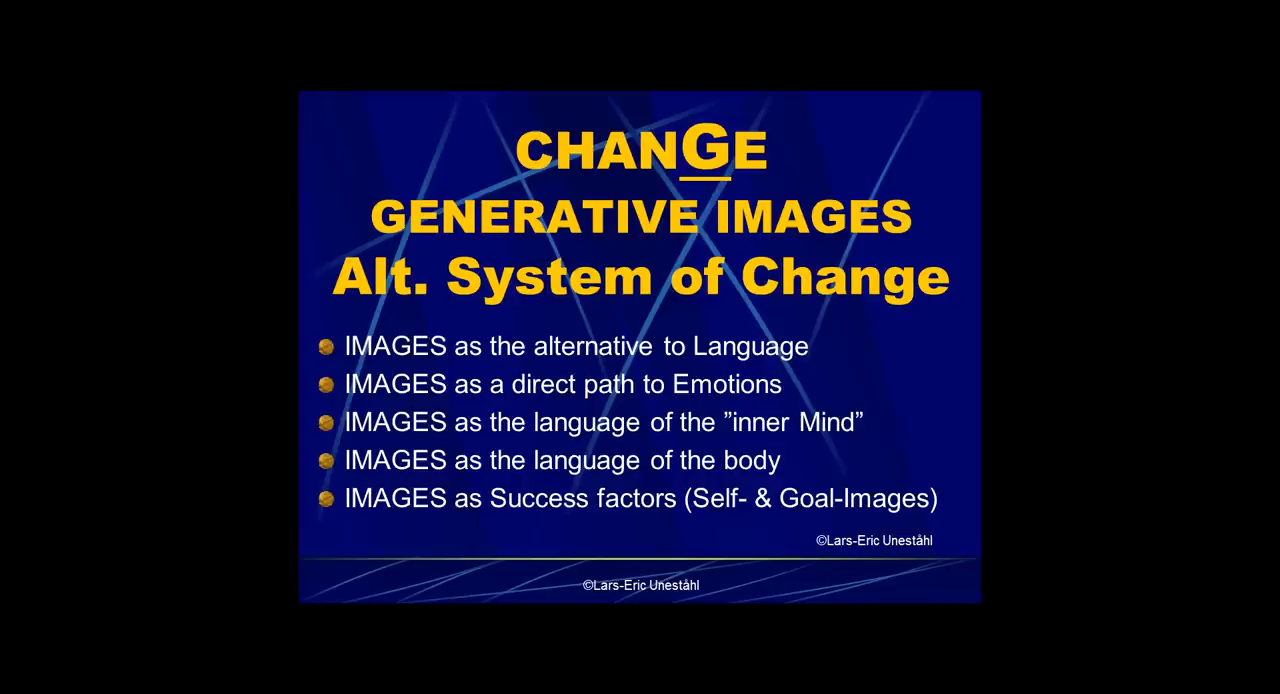 CHANGE
GENERATIVE IMAGES
Alt. System of Change
IMAGES as the alternative to Language
IMAGES as a direct path to Emotions
IMAGES as the language of the ”inner Mind”
IMAGES as the language of the body
IMAGES as Success factors (Self- & Goal-Images)
©Lars-Eric Uneståhl
©Lars-Eric Uneståhl